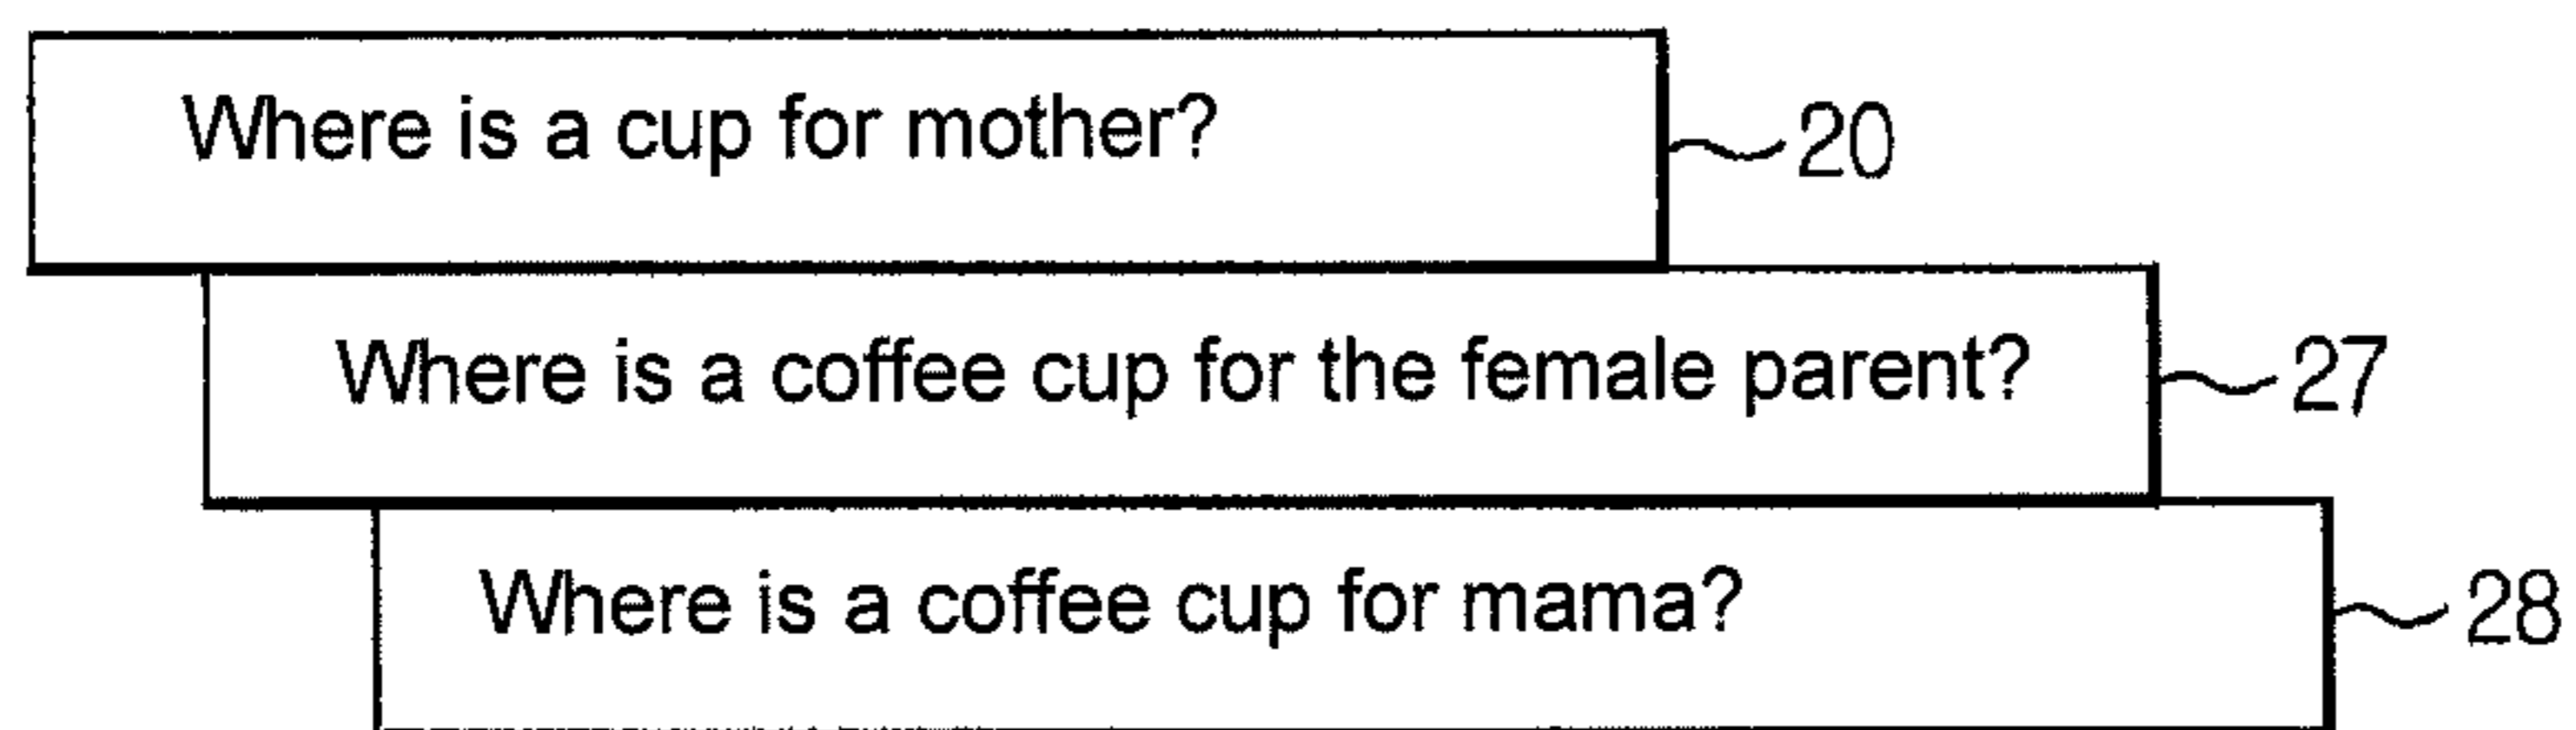 Where is a cup for mother? 20
Where is a coffee cup for the female parent? 27
Where is a coffee cup for mama? 28